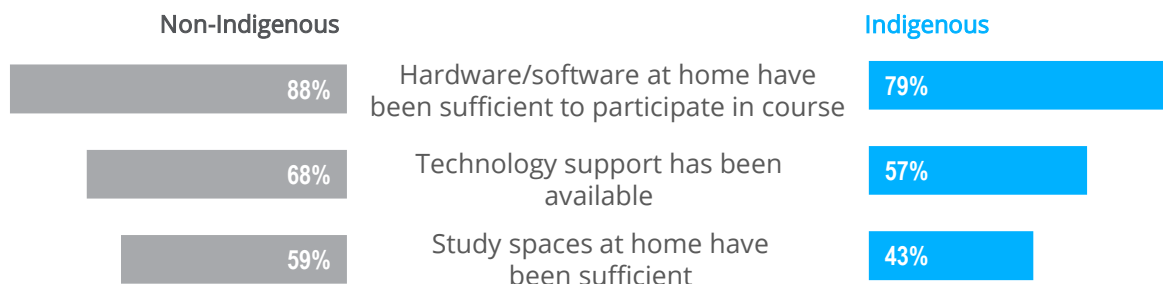 Non-Indigenous
Indigenous
88%
Hardware/software at home have
been sufficient to participate in course
79%
68%
Technology support has been
available
57%
59%
Study spaces at home have
been sufficient
43%